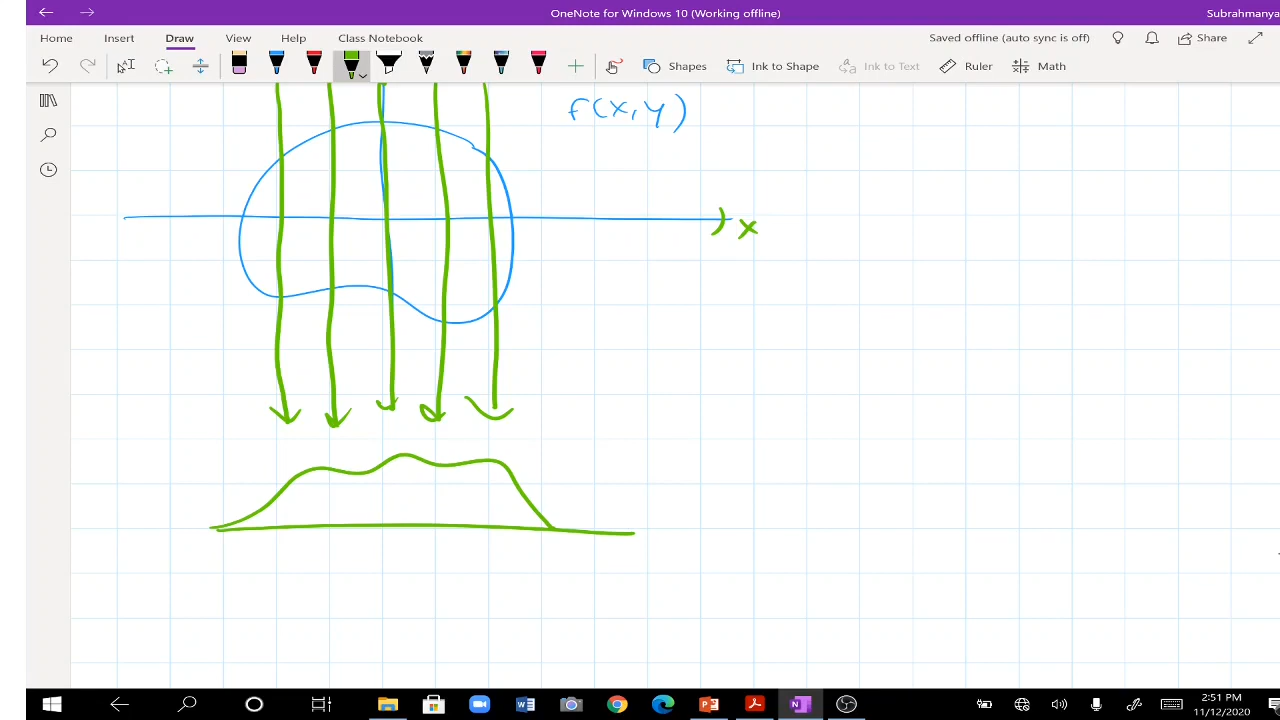 OneNote for Windows 10 (Working offline)
Subrahmanya
Home Insert Draw View Help Class Notebook
Saved offline (auto sync is off) Share
Shapes Ink to Shape Ink to Text Ruler Math
f(x,y)
x
2:51 PM
11/12/2020